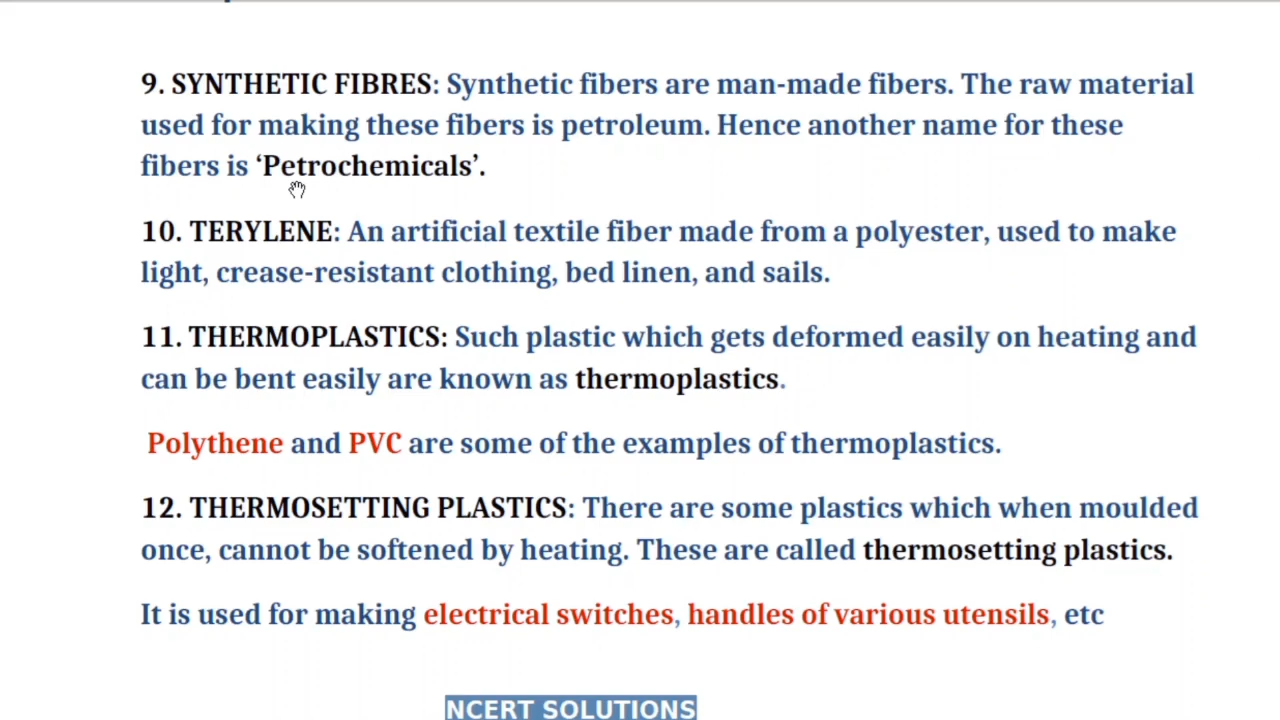 9. SYNTHETIC FIBRES: Synthetic fibers are man-made fibers. The raw material
used for making these fibers is petroleum. Hence another name for these
fibers is ‘Petrochemicals’.
10. TERYLENE: An artificial textile fiber made from a polyester, used to make
light, crease-resistant clothing, bed linen, and sails.
11. THERMOPLASTICS: Such plastic which gets deformed easily on heating and
can be bent easily are known as thermoplastics.
Polythene and PVC are some of the examples of thermoplastics.
12. THERMOSETTING PLASTICS: There are some plastics which when moulded
once, cannot be softened by heating. These are called thermosetting plastics.
It is used for making electrical switches, handles of various utensils, etc
NCERT SOLUTIONS